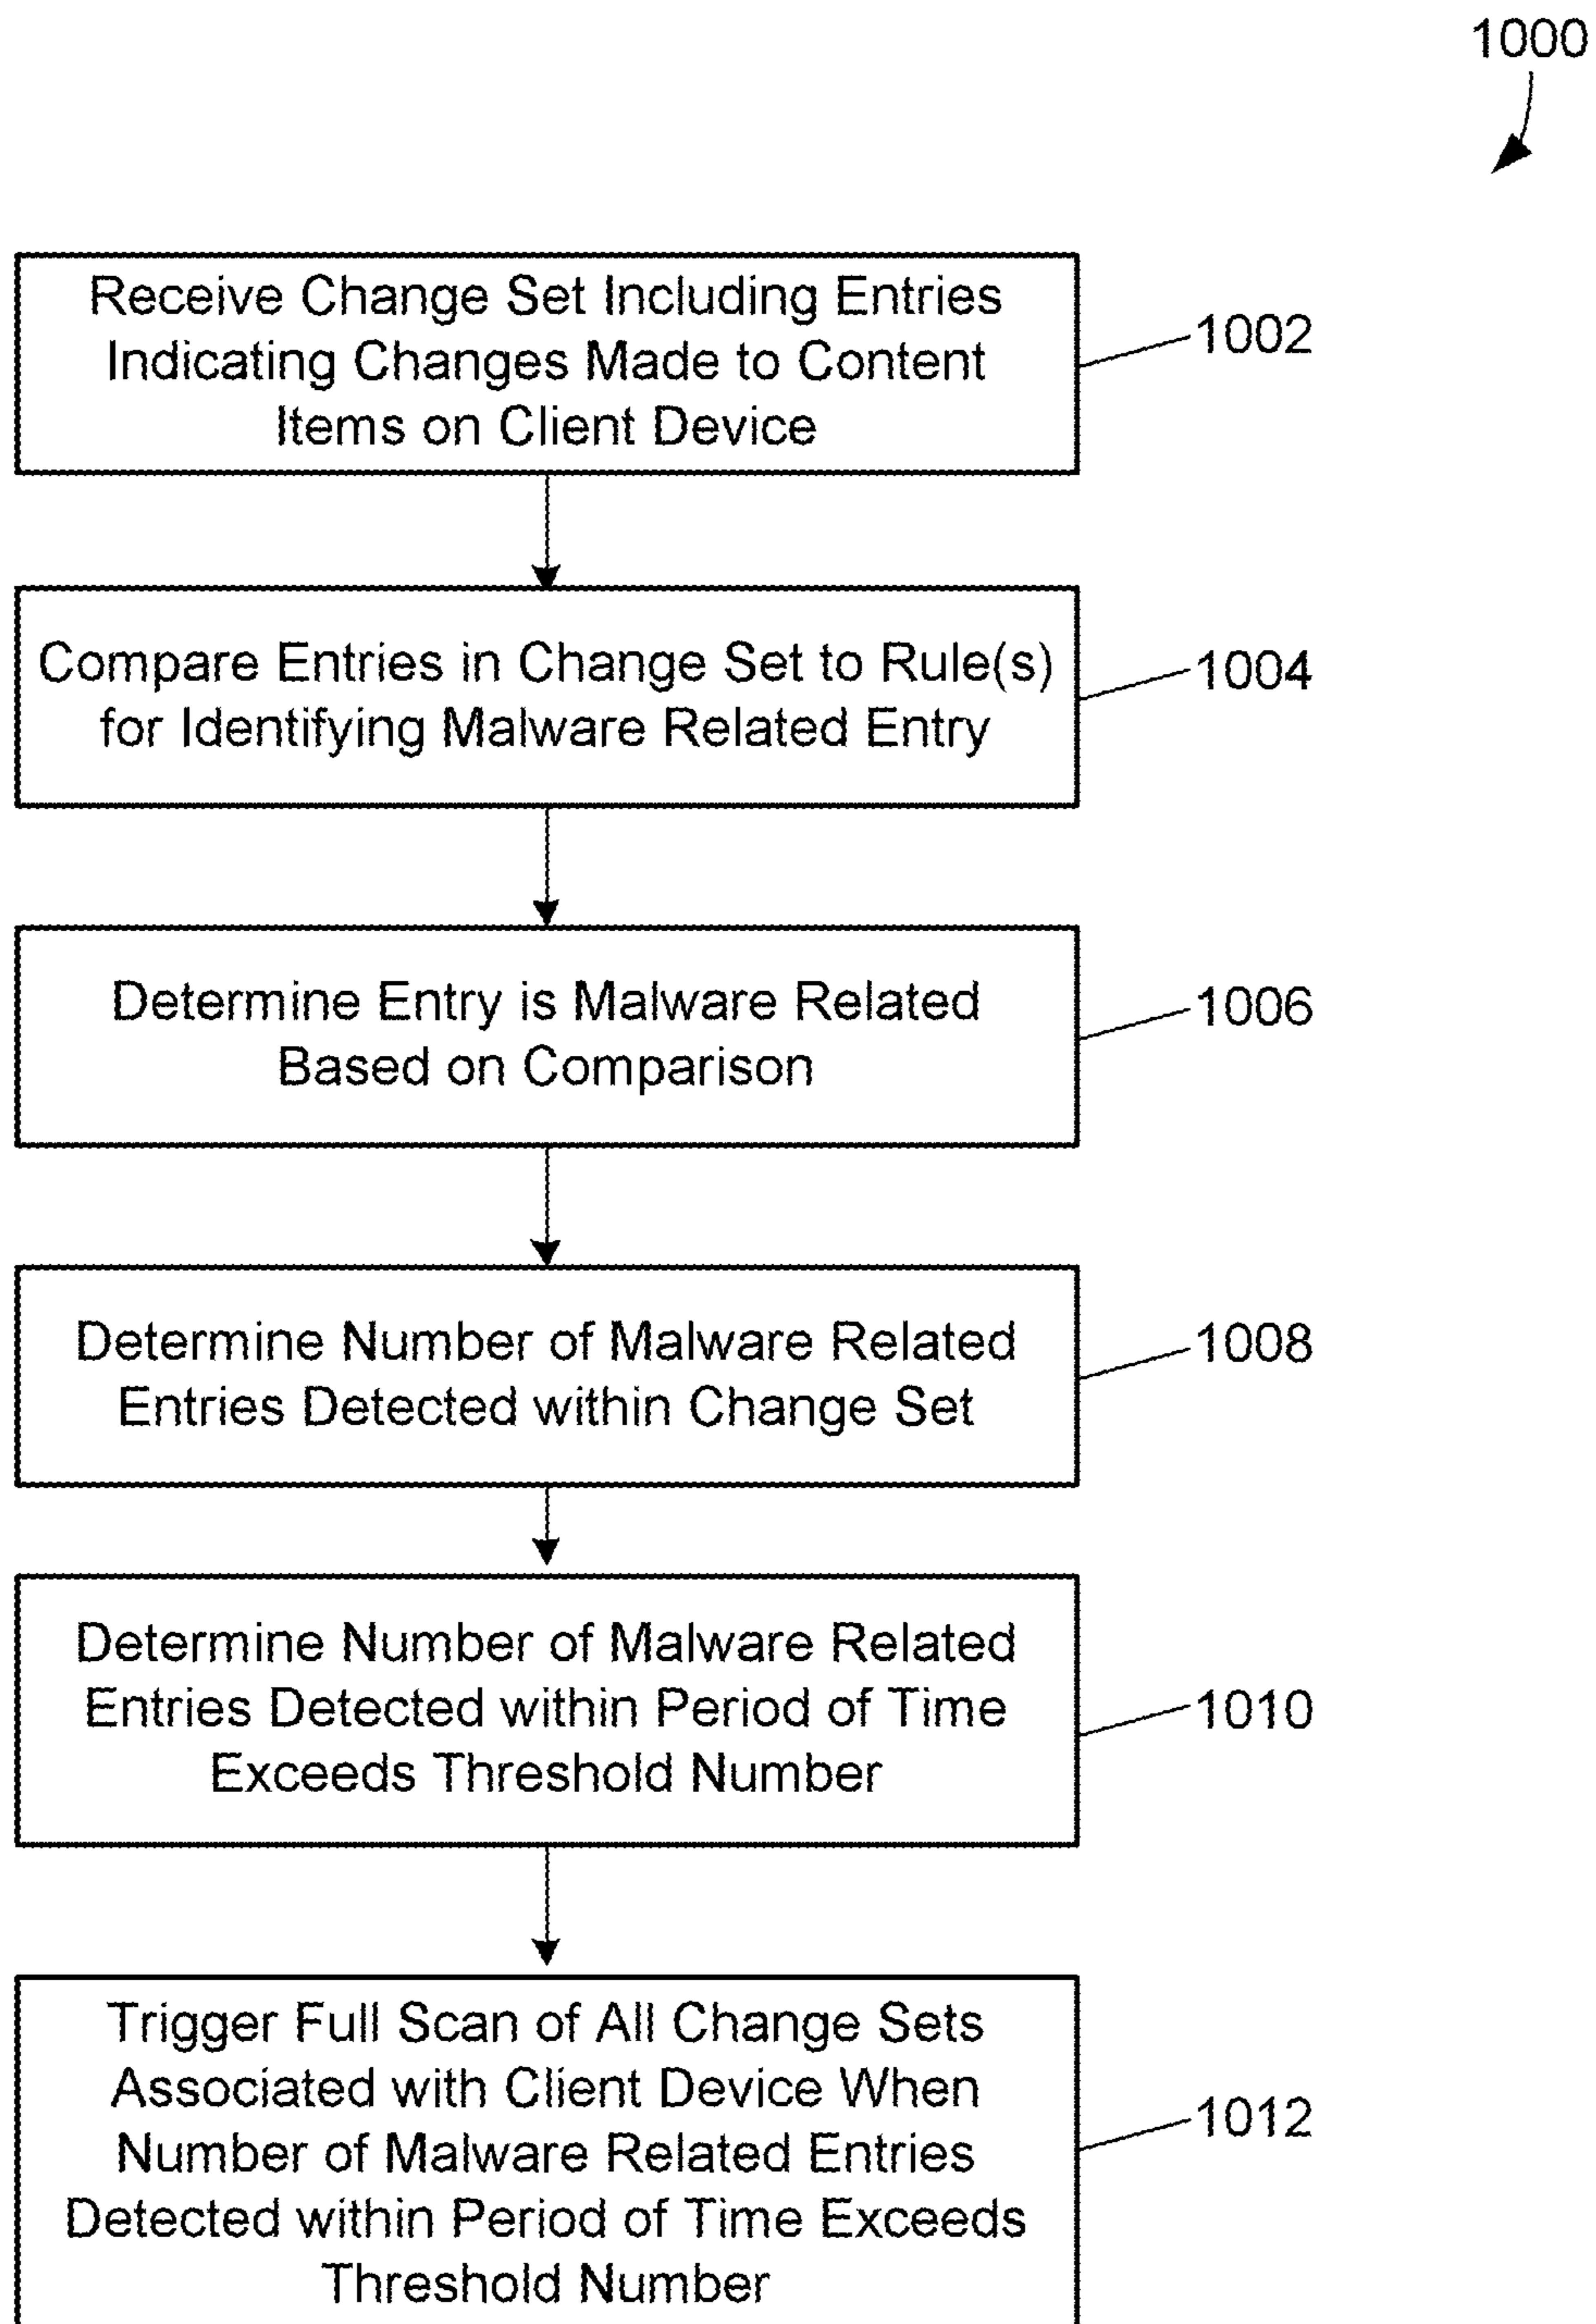 1000
Receive Change Set Including Entries
Indicating Changes Made to Content
Items on Client Device
1002
Compare Entries in Change Set to Rule(s)
for Identifying Malware Related Entry
1004
Determine Entry is Malware Related
Based on Comparison
1006
Determine Number of Malware Related
Entries Detected within Change Set
1008
Determine Number of Malware Related
Entries Detected within Period of Time
Exceeds Threshold Number
1010
Trigger Full Scan of All Change Sets
Associated with Client Device When
Number of Malware Related Entries
Detected within Period of Time Exceeds
Threshold Number
1012